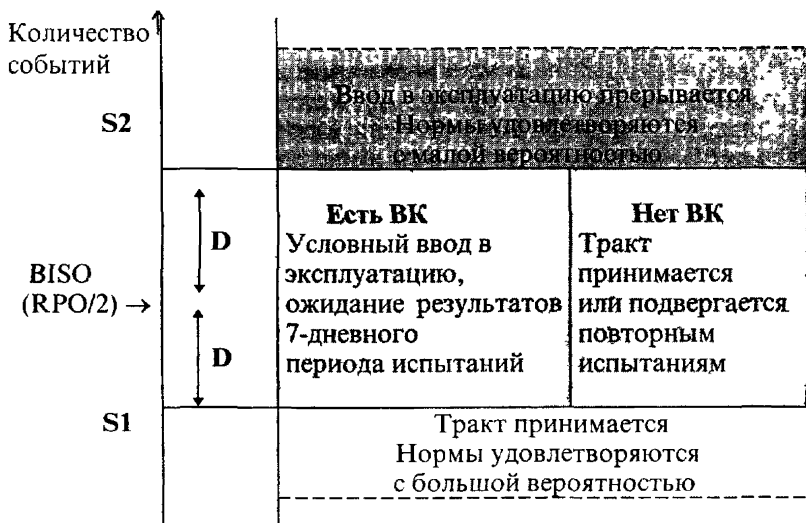 Количество
событий
S2
Ввод в эксплуатацию прерывается
Нормы удовлетворяются
с малой вероятностью
D
BISO
(RPO/2) →
D
Есть ВК
Условный ввод в
эксплуатацию,
ожидание результатов
7-дневного
периода испытаний
Нет ВК
Тракт
принимается
или подвергается
повторным
испытаниям
S1
Тракт принимается
Нормы удовлетворяются
с большой вероятностью